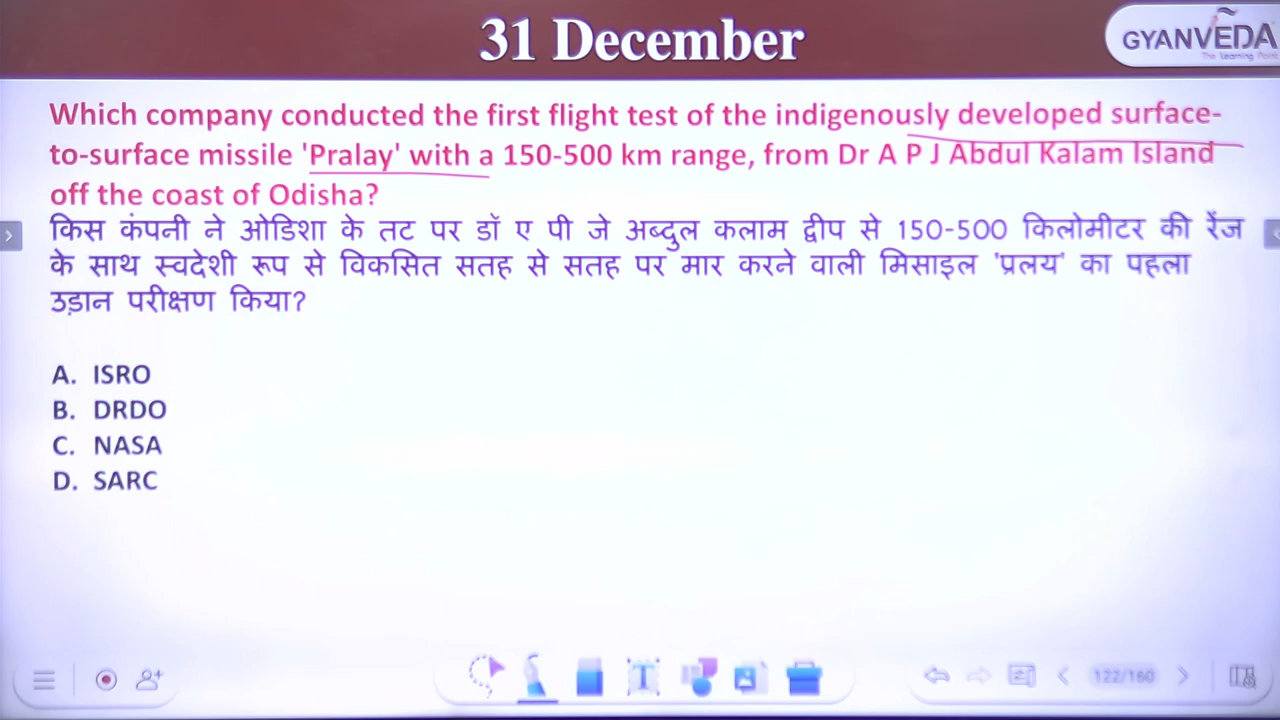 31 December
GYANVEDA
The Learning Point
Which company conducted the first flight test of the indigenously developed surface-
to-surface missile 'Pralay' with a 150-500 km range, from Dr A P J Abdul Kalam Island
off the coast of Odisha?
किस कंपनी ने ओडिशा के तट पर डॉ ए पी जे अब्दुल कलाम द्वीप से 150-500 किलोमीटर की रेंज
के साथ स्वदेशी रूप से विकसित सतह से सतह पर मार करने वाली मिसाइल 'प्रलय' का पहला
उड़ान परीक्षण किया?
A. ISRO
B. DRDO
C. NASA
D. SARC
122/160